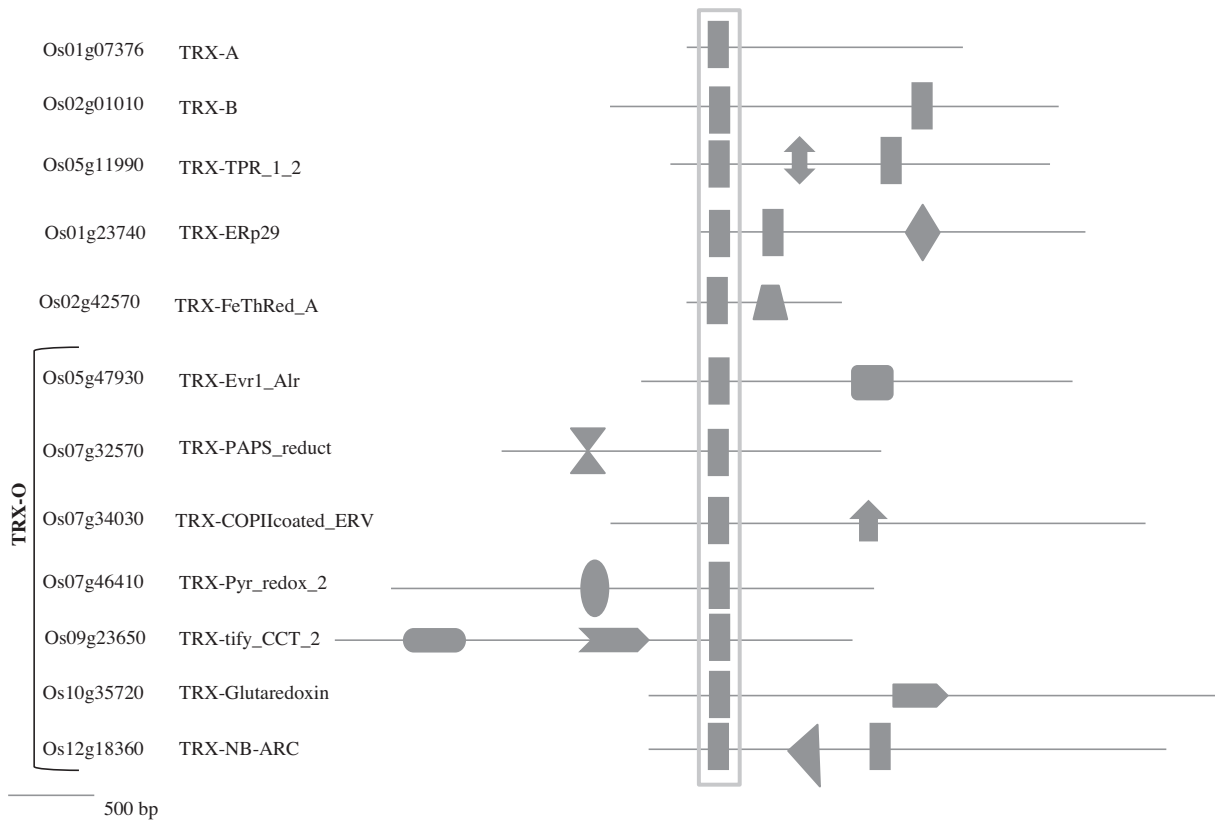 Os01g07376 TRX-A
Os02g01010 TRX-B
Os05g11990 TRX-TPR_1_2
Os01g23740 TRX-ERp29
Os02g42570 TRX-FeThRed_A
TRX-O
Os05g47930 TRX-Evr1_Alr
Os07g32570 TRX-PAPS_reduct
Os07g34030 TRX-COPIIcoated_ERV
Os07g46410 TRX-Pyr_redox_2
Os09g23650 TRX-tify_CCT_2
Os10g35720 TRX-Glutaredoxin
Os12g18360 TRX-NB-ARC
500 bp